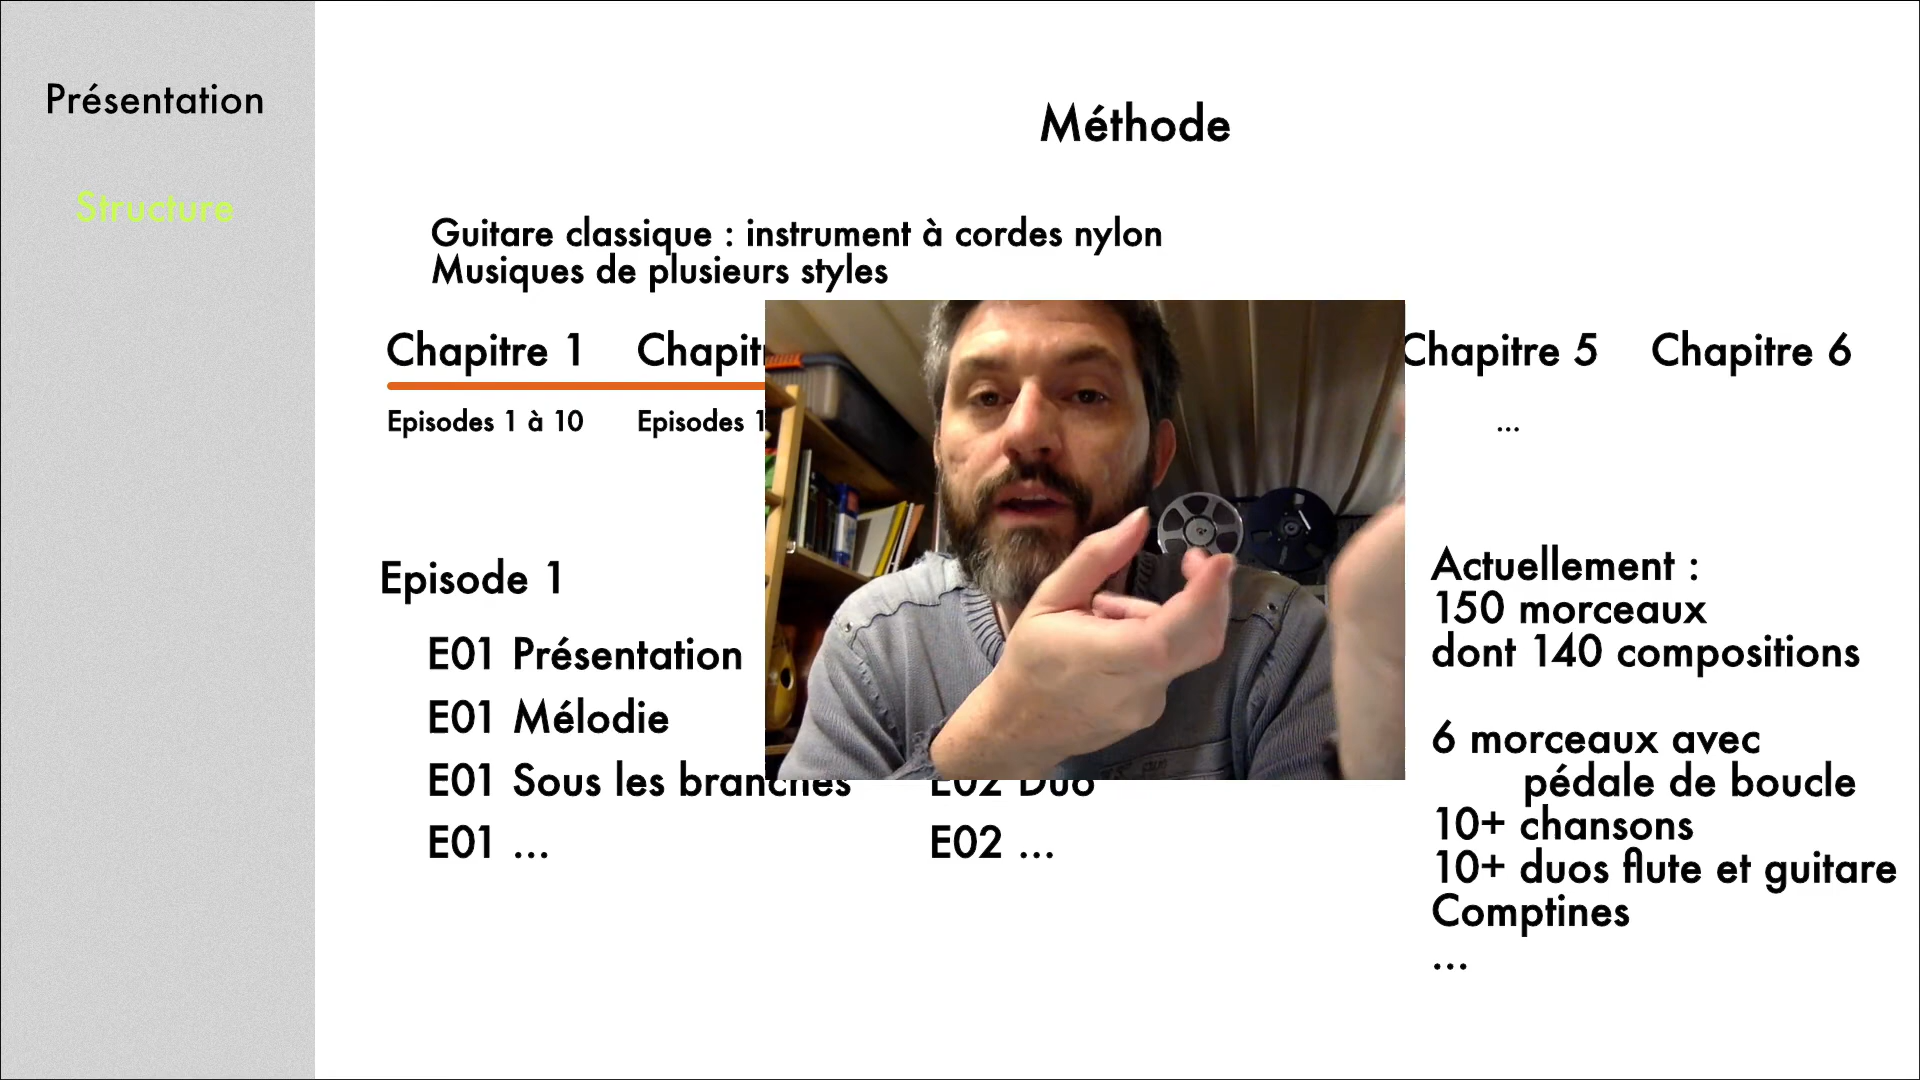 Présentation
Structure
Méthode
Guitare classique : instrument à cordes nylon
Musiques de plusieurs styles
Chapitre 1
Chapitre 5
Chapitre 6
Episodes 1 à 10
Episodes
...
Episode 1
E01 Présentation
E01 Mélodie
E01 Sous les branches
E01 ...
E02 Duo
E02 ...
Actuellement :
150 morceaux
dont 140 compositions
6 morceaux avec
pédale de boucle
10+ chansons
10+ duos flute et guitare
Comptines
...